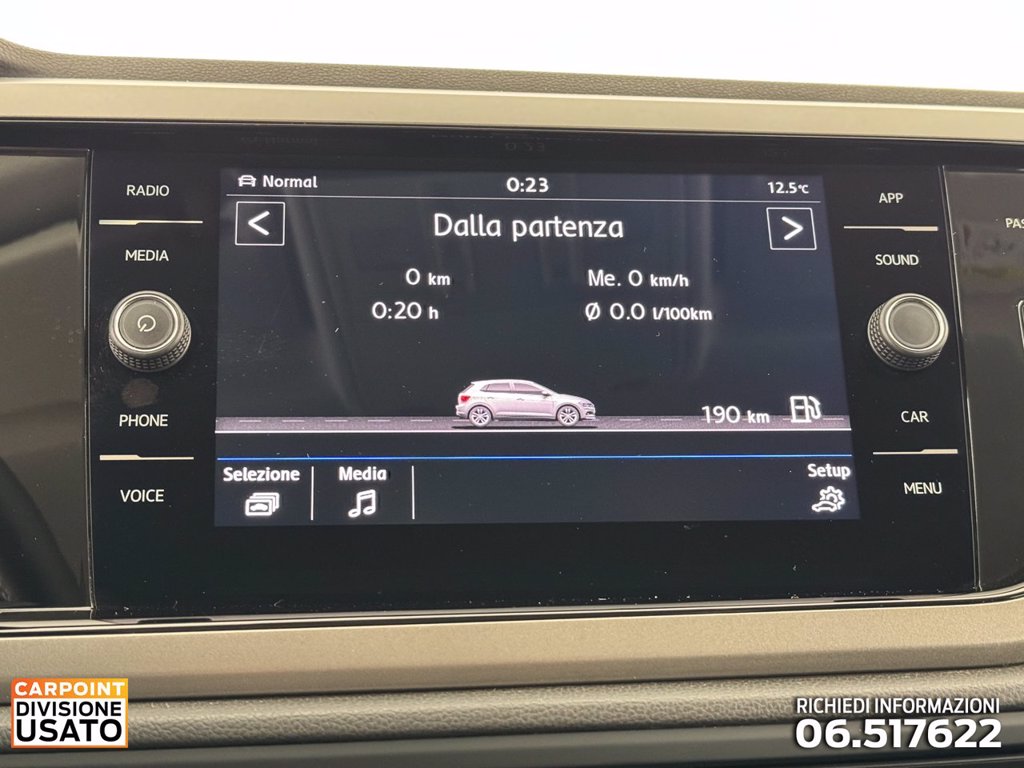 RADIO
MEDIA
PHONE
VOICE
Normal
0:23
12.5°C
<
Dalla partenza
>
0 km
Me. 0 km/h
0:20 h
Ø 0.0 l/100km
190 km
Selezione
Media
Setup
APP
SOUND
CAR
MENU
CARPOINT
DIVISIONE
USATO
RICHIEDI INFORMAZIONI
06.517622